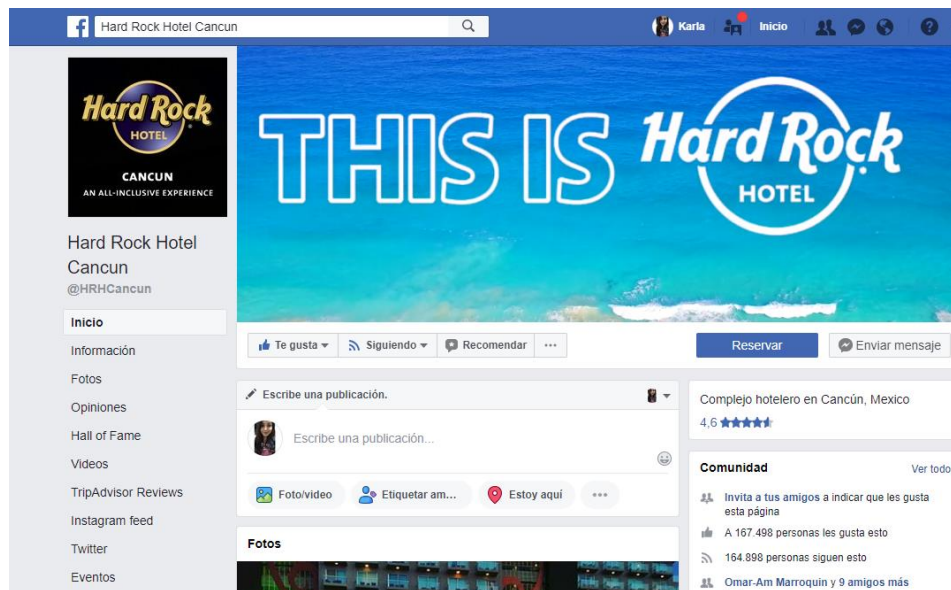 Hard Rock Hotel Cancun
Karla
Inicio
Hard Rock
HOTEL
CANCUN
AN ALL-INCLUSIVE EXPERIENCE
THIS IS Hard Rock
HOTEL
Hard Rock Hotel
Cancun
@HRHCancun
Inicio
Información
Fotos
Opiniones
Hall of Fame
Videos
TripAdvisor Reviews
Instagram feed
Twitter
Eventos
Te gusta
Siguiendo
Recomendar
Reservar
Enviar mensaje
Escribe una publicación.
Escribe una publicación...
Foto/video
Etiquetar am...
Estoy aquí
Fotos
Complejo hotelero en Cancún, Mexico
4,6
Comunidad
Ver todo
Invita a tus amigos a indicar que les gusta
esta página
A 167.498 personas les gusta esto
164.898 personas siguen esto
Omar-Am Marroquin y 9 amigos más